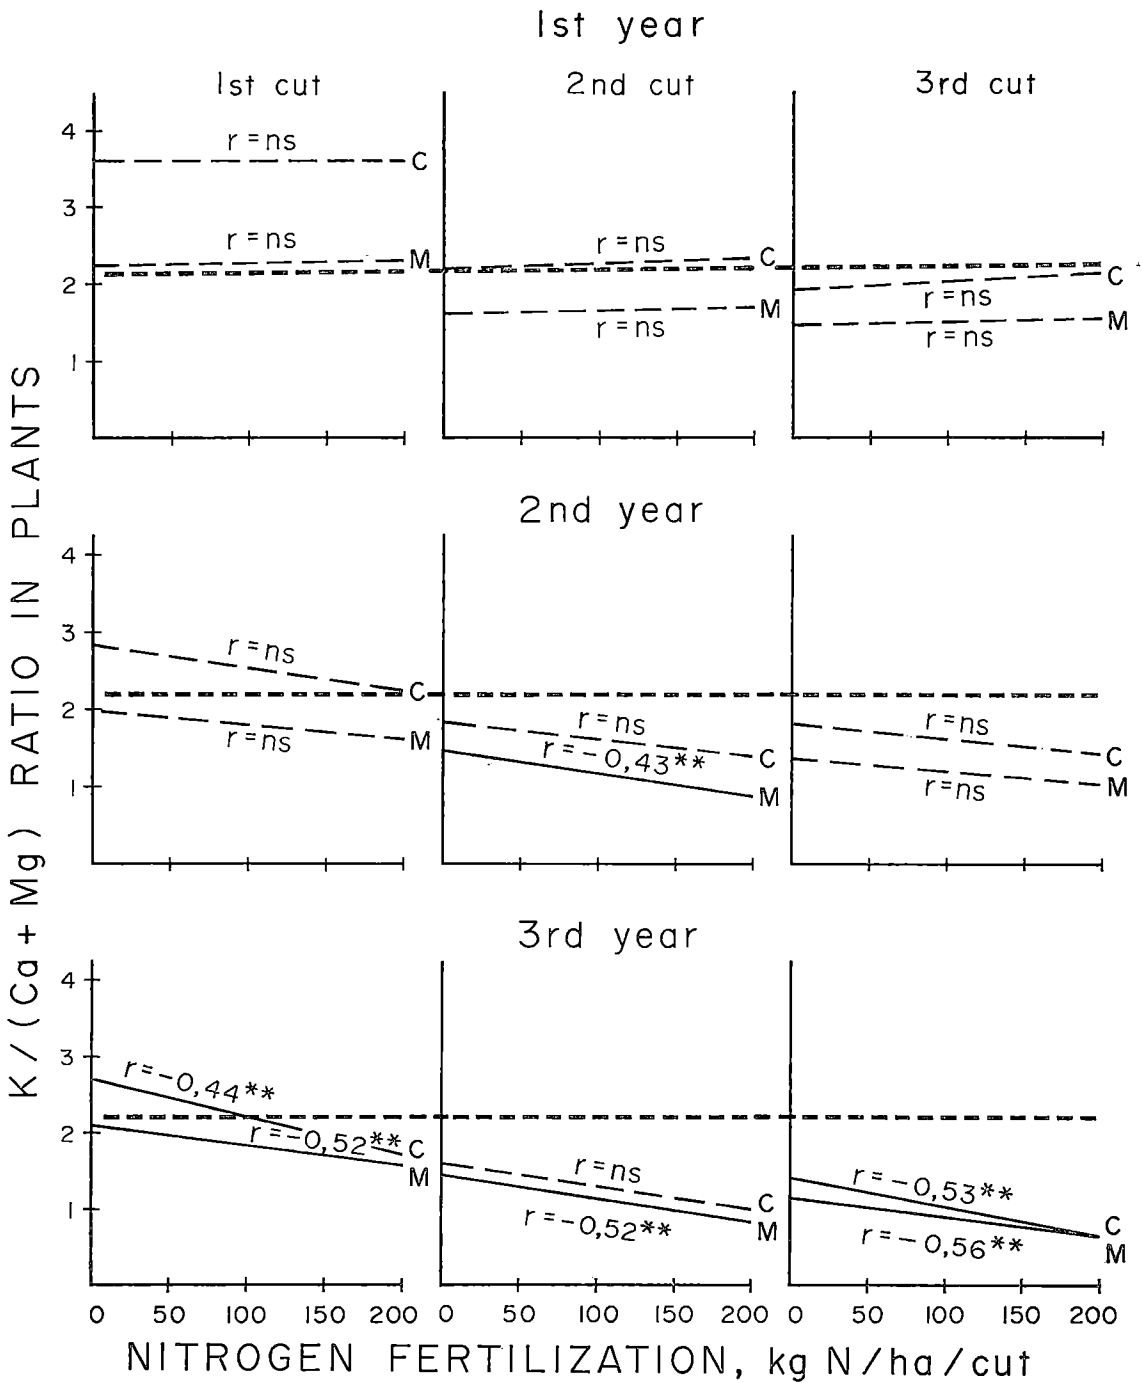 1st year
1st cut 2nd cut 3rd cut
4
3
2
1
r = ns
C
r = ns
M
r = ns
C
r = ns
M
r = ns
C
r = ns
M
2nd year
4
3
2
1
r = ns
C
r = ns
M
r = ns
C
r = -0,43**
M
r = ns
C
r = ns
M
3rd year
4
3
2
1
r = -0,44**
C
r = -0,52**
M
r = ns
C
r = -0,52**
M
r = -0,53**
C
r = -0,56**
M
0 50 100 150 200 0 50 100 150 200 0 50 100 150 200
K / (Ca + Mg) RATIO IN PLANTS
NITROGEN FERTILIZATION, kg N/ha/cut